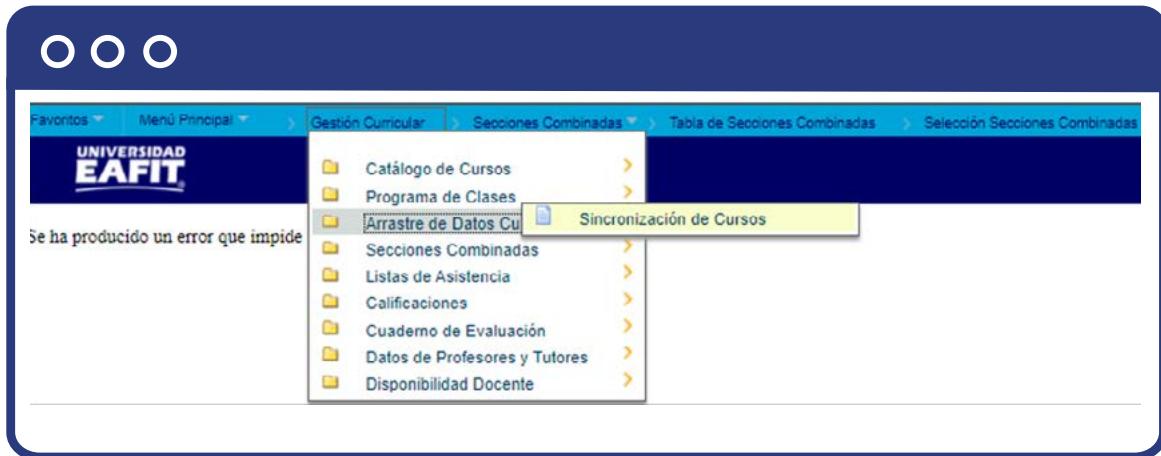 Favoritos Menú Principal Gestión Curricular Secciones Combinadas Tabla de Secciones Combinadas Selección Secciones Combinadas
UNIVERSIDAD
EAFIT
Se ha producido un error que impide
Catálogo de Cursos
Programa de Clases
Arrastre de Datos Cu
Sincronización de Cursos
Secciones Combinadas
Listas de Asistencia
Calificaciones
Cuaderno de Evaluación
Datos de Profesores y Tutores
Disponibilidad Docente